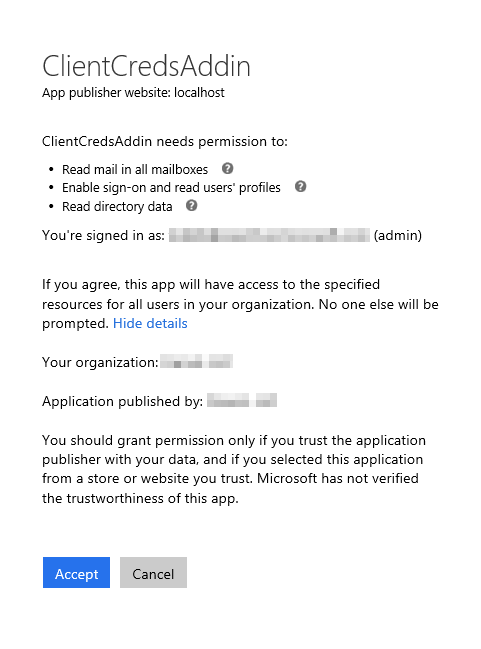 ClientCredsAddin
App publisher website: localhost
ClientCredsAddin needs permission to:
• Read mail in all mailboxes ?
• Enable sign-on and read users' profiles ?
• Read directory data ?
You're signed in as: (admin)
If you agree, this app will have access to the specified
resources for all users in your organization. No one else will be
prompted. Hide details
Your organization:
Application published by:
You should grant permission only if you trust the application
publisher with your data, and if you selected this application
from a store or website you trust. Microsoft has not verified
the trustworthiness of this app.
Accept Cancel